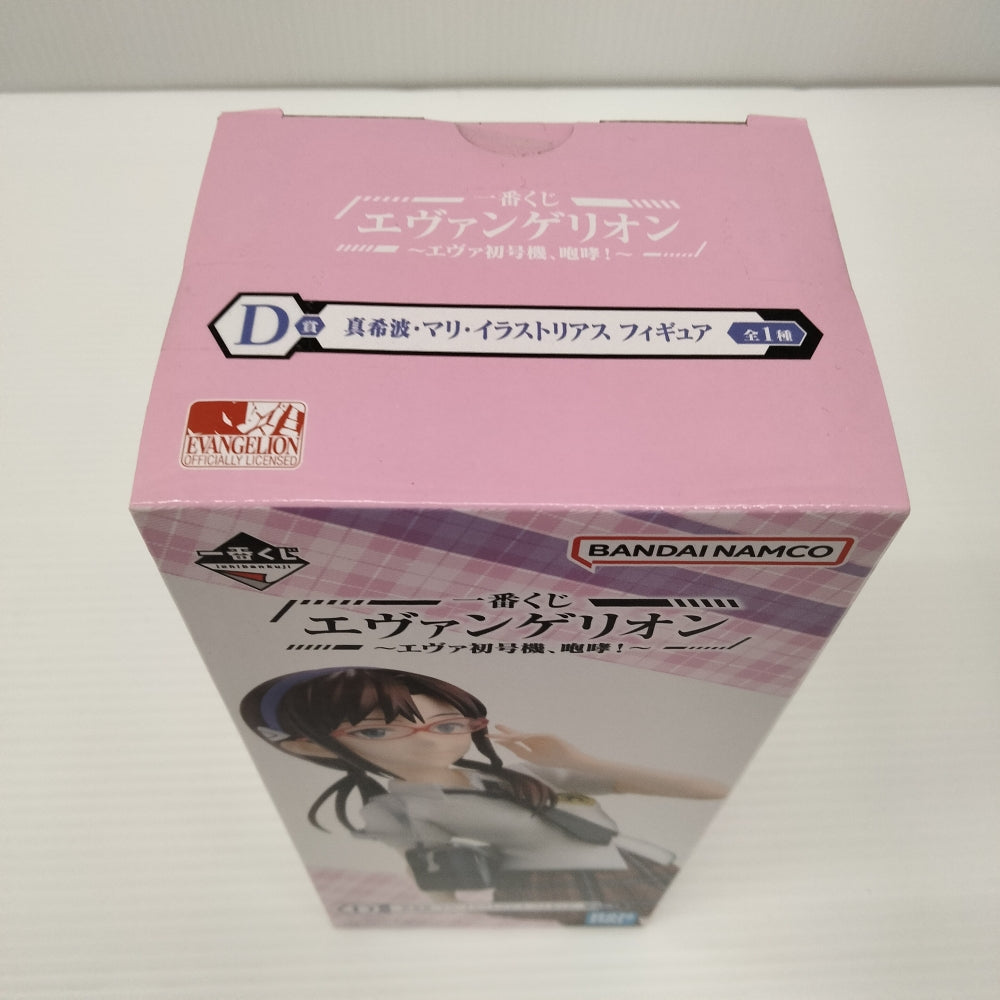 一番くじ
エヴァンゲリオン
～エヴァ初号機、咆哮！～
D賞 真希波・マリ・イラストリアス フィギュア 全1種
EVANGELION
OFFICIALLY LICENSED
一番くじ
ichibankuji
BANDAI NAMCO
一番くじ
エヴァンゲリオン
～エヴァ初号機、咆哮！～